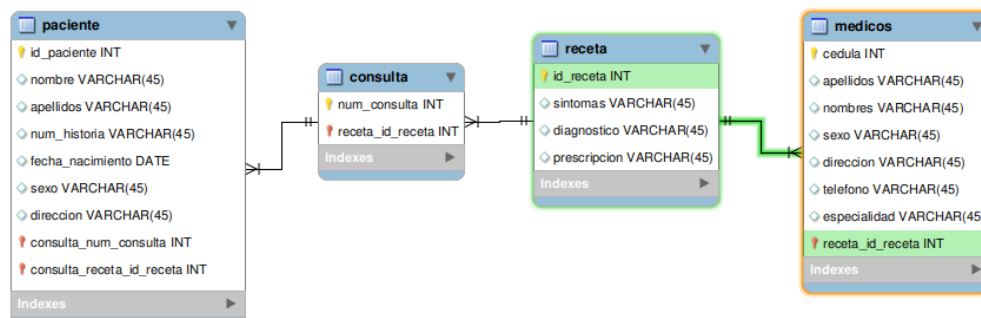 paciente
id_paciente INT
nombre VARCHAR(45)
apellidos VARCHAR(45)
num_historia VARCHAR(45)
fecha_nacimiento DATE
sexo VARCHAR(45)
direccion VARCHAR(45)
consulta_num_consulta INT
consulta_receta_id_receta INT
Indexes
consulta
num_consulta INT
receta_id_receta INT
Indexes
receta
id_receta INT
sintomas VARCHAR(45)
diagnostico VARCHAR(45)
prescripcion VARCHAR(45)
Indexes
medicos
cedula INT
apellidos VARCHAR(45)
nombres VARCHAR(45)
sexo VARCHAR(45)
direccion VARCHAR(45)
telefono VARCHAR(45)
especialidad VARCHAR(45
receta_id_receta INT
Indexes